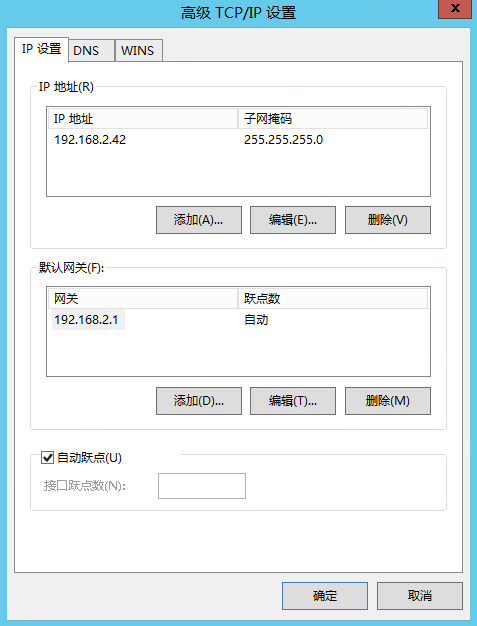 高级 TCP/IP 设置
x
IP 设置 DNS WINS
IP 地址(R)
IP 地址 子网掩码
192.168.2.42 255.255.255.0
添加(A)... 编辑(E)... 删除(V)
默认网关(F):
网关 跃点数
192.168.2.1 自动
添加(D)... 编辑(T)... 删除(M)
自动跃点(U)
接口跃点数(N):
确定 取消